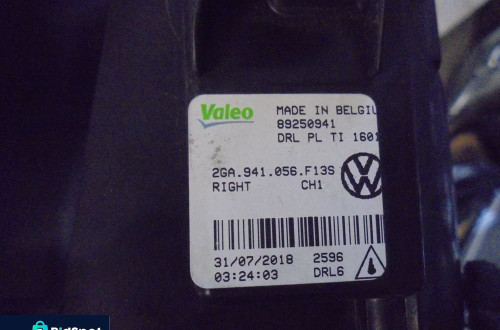 Valeo
MADE IN BELGIU
89250941
DRL PL TI 1601
2GA.941.056.F13S
RIGHT CH1
31/07/2018 2596
03:24:03 DRL6
BidSpot